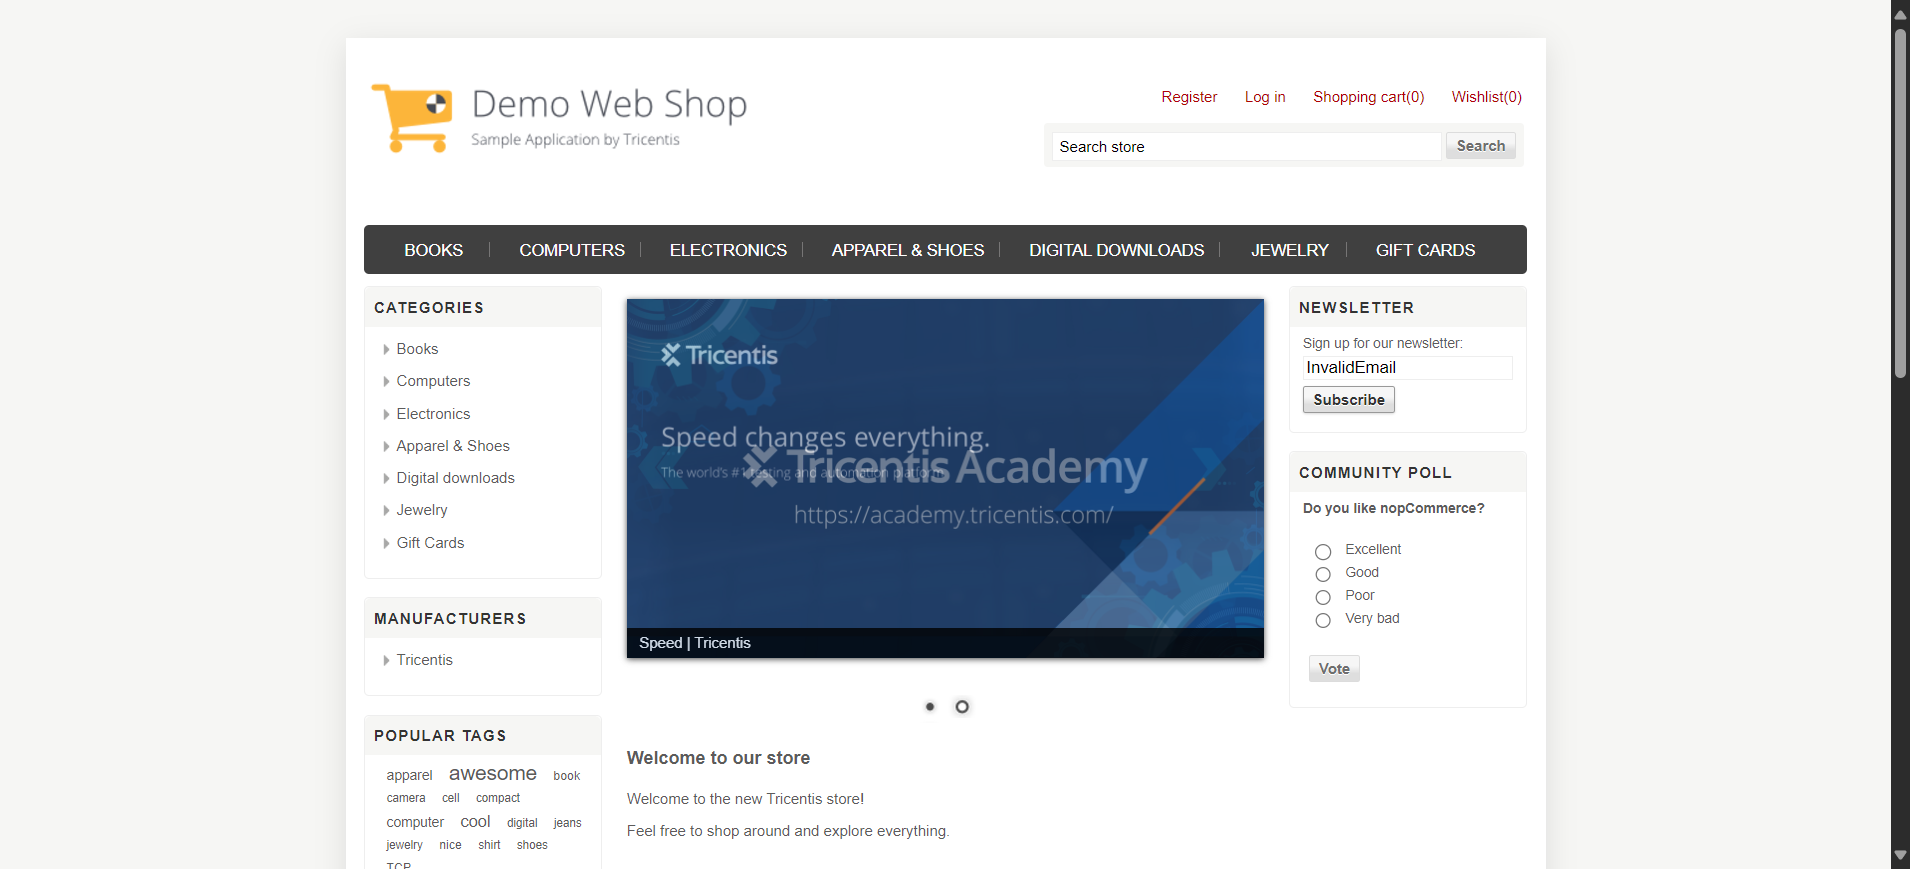 Demo Web Shop
Sample Application by Tricentis
Register Log in Shopping cart(0) Wishlist(0)
Search store Search
BOOKS COMPUTERS ELECTRONICS APPAREL & SHOES DIGITAL DOWNLOADS JEWELRY GIFT CARDS
CATEGORIES
Books
Computers
Electronics
Apparel & Shoes
Digital downloads
Jewelry
Gift Cards
MANUFACTURERS
Tricentis
POPULAR TAGS
apparel awesome book
camera cell compact
computer cool digital jeans
jewelry nice shirt shoes
TCP
Tricentis
Speed changes everything.
The world's #1 testing and automation platform
Tricentis Academy
https://academy.tricentis.com/
Speed | Tricentis
Welcome to our store
Welcome to the new Tricentis store!
Feel free to shop around and explore everything.
NEWSLETTER
Sign up for our newsletter:
InvalidEmail
Subscribe
COMMUNITY POLL
Do you like nopCommerce?
Excellent
Good
Poor
Very bad
Vote